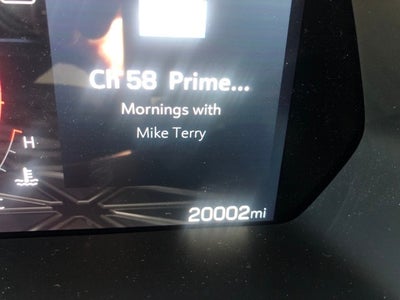 Ch 58 Prime...
Mornings with
Mike Terry
H
20002mi